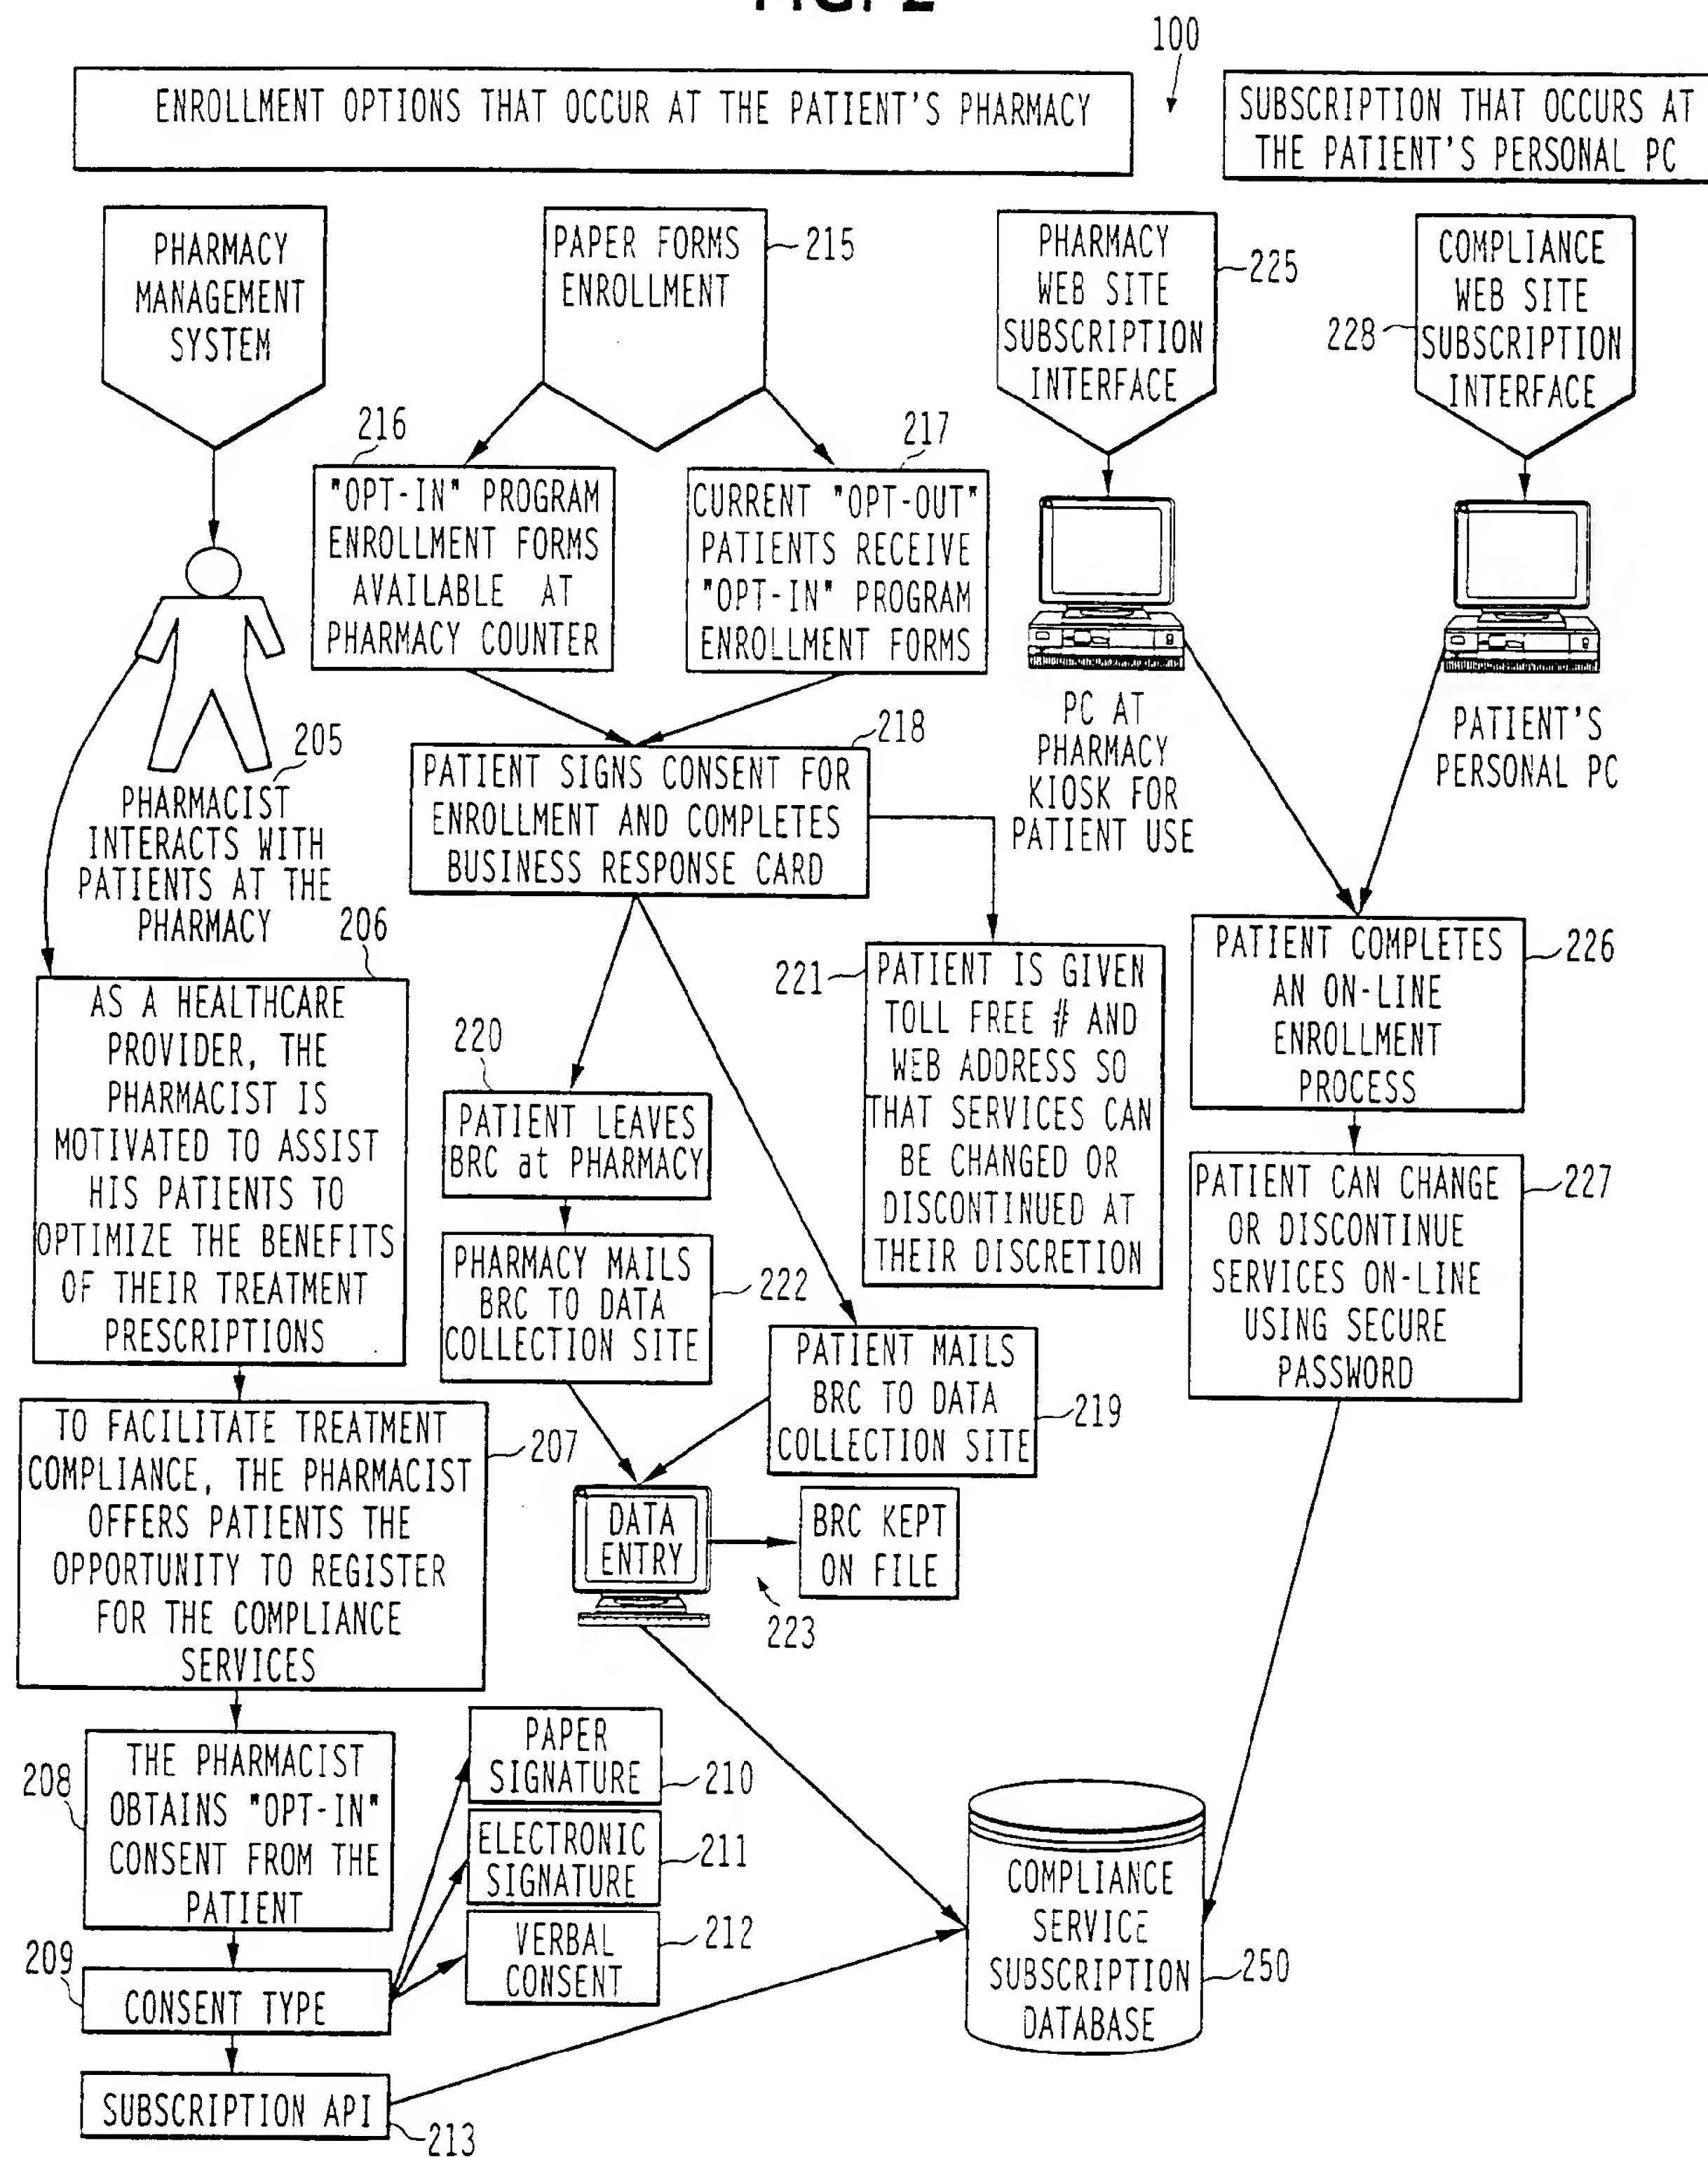 FIG. 2
100
ENROLLMENT OPTIONS THAT OCCUR AT THE PATIENT'S PHARMACY
SUBSCRIPTION THAT OCCURS AT
THE PATIENT'S PERSONAL PC
PHARMACY
MANAGEMENT
SYSTEM
PAPER FORMS
ENROLLMENT
215
PHARMACY
WEB SITE
SUBSCRIPTION
INTERFACE
225
COMPLIANCE
WEB SITE
SUBSCRIPTION
INTERFACE
228
216
"OPT-IN" PROGRAM
ENROLLMENT FORMS
AVAILABLE AT
PHARMACY COUNTER
217
CURRENT "OPT-OUT"
PATIENTS RECEIVE
"OPT-IN" PROGRAM
ENROLLMENT FORMS
PC AT
PHARMACY
KIOSK FOR
PATIENT USE
PATIENT'S
PERSONAL PC
205
PHARMACIST
INTERACTS WITH
PATIENTS AT THE
PHARMACY
218
PATIENT SIGNS CONSENT FOR
ENROLLMENT AND COMPLETES
BUSINESS RESPONSE CARD
206
AS A HEALTHCARE
PROVIDER, THE
PHARMACIST IS
MOTIVATED TO ASSIST
HIS PATIENTS TO
OPTIMIZE THE BENEFITS
OF THEIR TREATMENT
PRESCRIPTIONS
220
PATIENT LEAVES
BRC at PHARMACY
221
PATIENT IS GIVEN
TOLL FREE # AND
WEB ADDRESS SO
THAT SERVICES CAN
BE CHANGED OR
DISCONTINUED AT
THEIR DISCRETION
PATIENT COMPLETES
AN ON-LINE
ENROLLMENT
PROCESS
226
PATIENT CAN CHANGE
OR DISCONTINUE
SERVICES ON-LINE
USING SECURE
PASSWORD
227
PHARMACY MAILS
BRC TO DATA
COLLECTION SITE
222
PATIENT MAILS
BRC TO DATA
COLLECTION SITE
219
TO FACILITATE TREATMENT
COMPLIANCE, THE PHARMACIST
OFFERS PATIENTS THE
OPPORTUNITY TO REGISTER
FOR THE COMPLIANCE
SERVICES
207
DATA
ENTRY
BRC KEPT
ON FILE
223
208
THE PHARMACIST
OBTAINS "OPT-IN"
CONSENT FROM THE
PATIENT
PAPER
SIGNATURE
210
ELECTRONIC
SIGNATURE
211
VERBAL
CONSENT
212
209
CONSENT TYPE
SUBSCRIPTION API
213
COMPLIANCE
SERVICE
SUBSCRIPTION
DATABASE
250